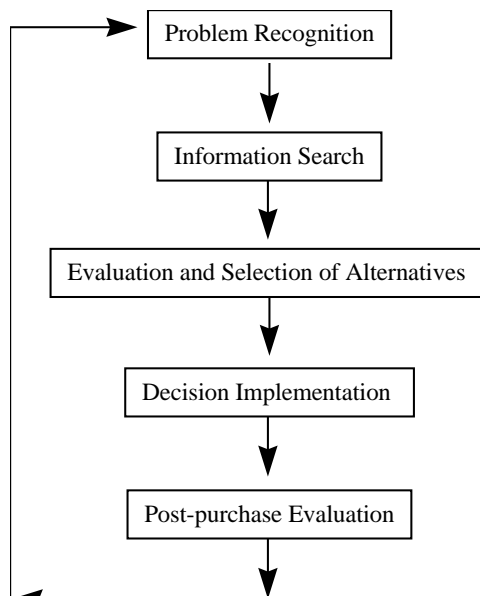 Problem Recognition
Information Search
Evaluation and Selection of Alternatives
Decision Implementation
Post-purchase Evaluation